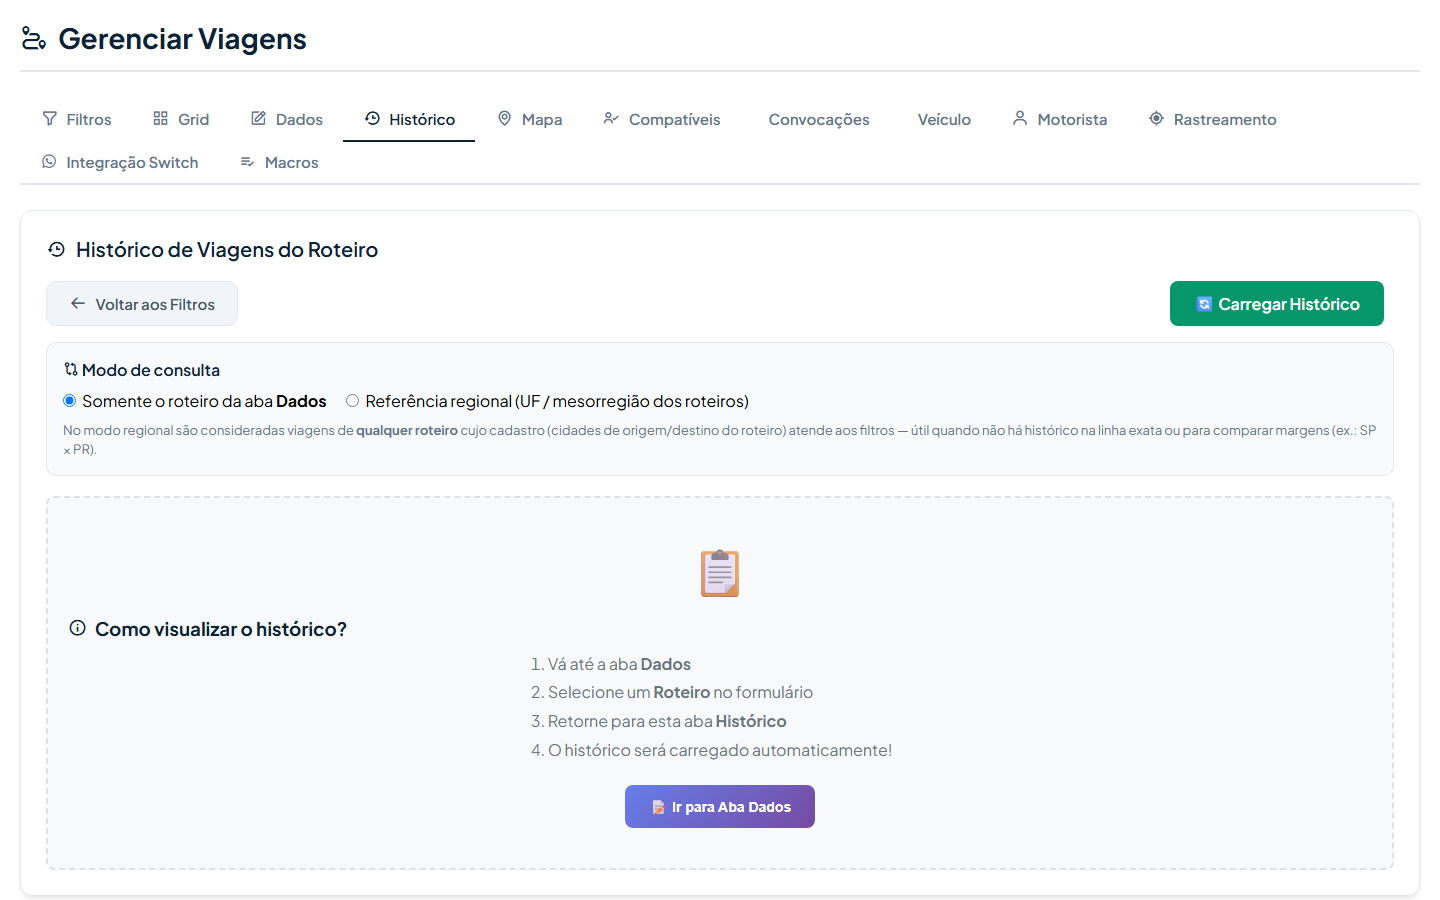 Gerenciar Viagens
Filtros Grid Dados Histórico Mapa Compatíveis Convocações Veículo Motorista Rastreamento
Integração Switch Macros
Histórico de Viagens do Roteiro
Voltar aos Filtros Carregar Histórico
Modo de consulta
Somente o roteiro da aba Dados Referência regional (UF / mesorregião dos roteiros)
No modo regional são consideradas viagens de qualquer roteiro cujo cadastro (cidades de origem/destino do roteiro) atende aos filtros — útil quando não há histórico na linha exata ou para comparar margens (ex.: SP
× PR).
Como visualizar o histórico?
1. Vá até a aba Dados
2. Selecione um Roteiro no formulário
3. Retorne para esta aba Histórico
4. O histórico será carregado automaticamente!
Ir para Aba Dados